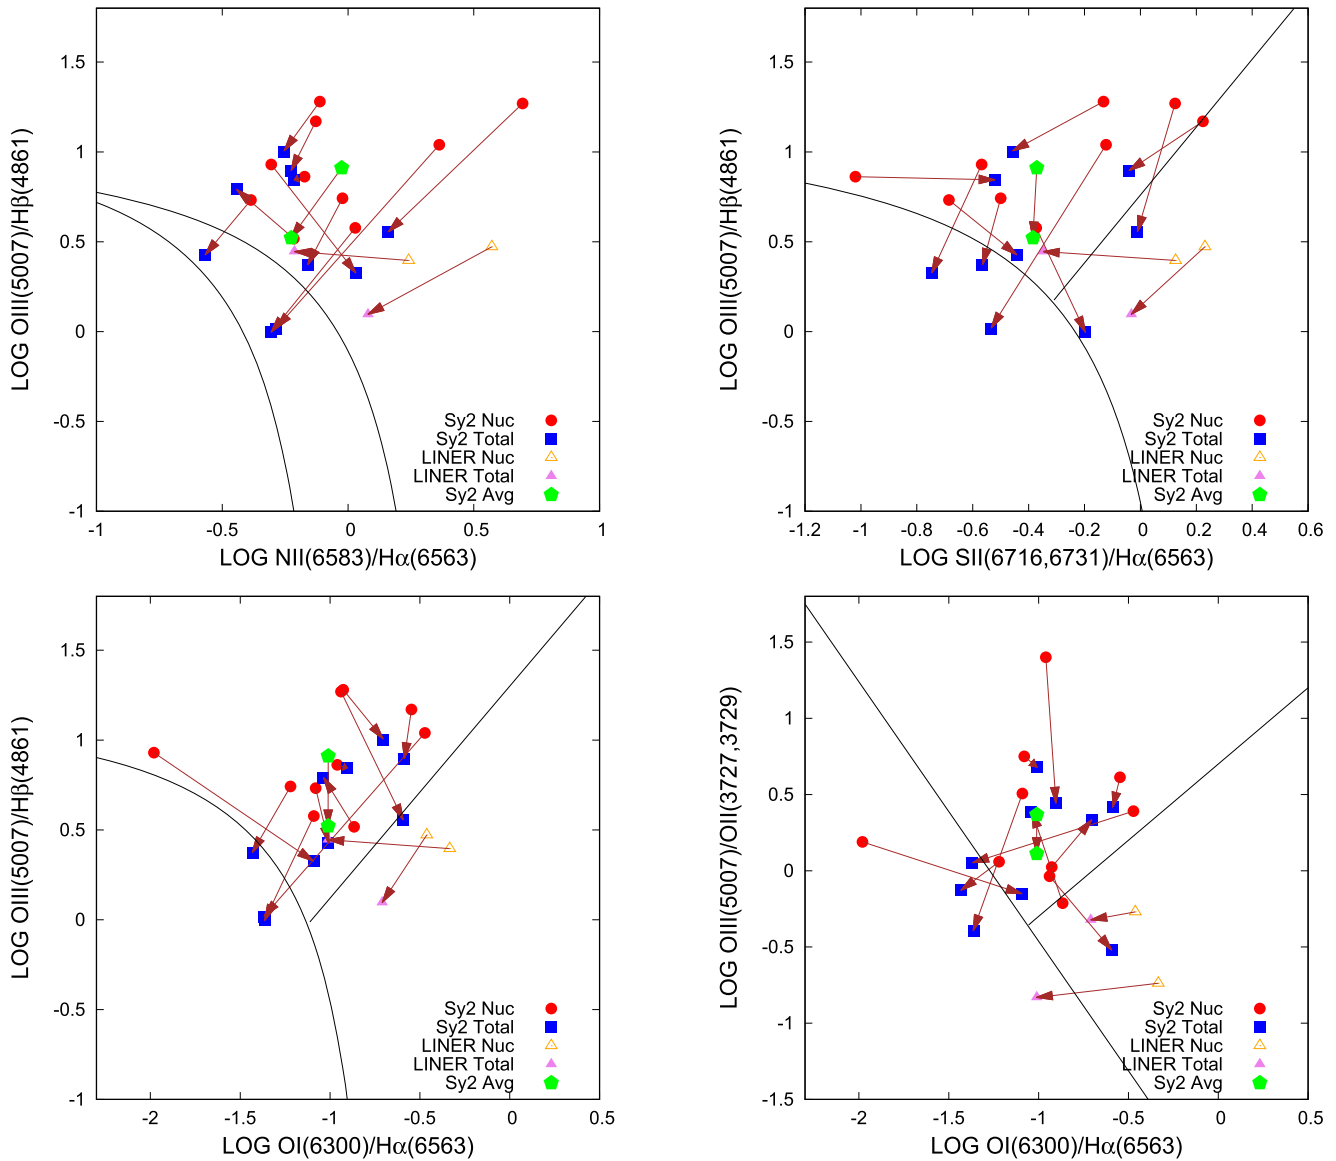 LOG OIII(5007)/Hβ(4861)
1.5
1
0.5
0
-0.5
-1
-1
-0.5
0
0.5
1
LOG NII(6583)/Hα(6563)
Sy2 Nuc
Sy2 Total
LINER Nuc
LINER Total
Sy2 Avg
LOG OIII(5007)/Hβ(4861)
1.5
1
0.5
0
-0.5
-1
-1.2
-1
-0.8
-0.6
-0.4
-0.2
0
0.2
0.4
0.6
LOG SII(6716,6731)/Hα(6563)
Sy2 Nuc
Sy2 Total
LINER Nuc
LINER Total
Sy2 Avg
LOG OIII(5007)/Hβ(4861)
1.5
1
0.5
0
-0.5
-1
-2
-1.5
-1
-0.5
0
0.5
LOG OI(6300)/Hα(6563)
Sy2 Nuc
Sy2 Total
LINER Nuc
LINER Total
Sy2 Avg
LOG OIII(5007)/OII(3727,3729)
1.5
1
0.5
0
-0.5
-1
-1.5
-2
-1.5
-1
-0.5
0
0.5
LOG OI(6300)/Hα(6563)
Sy2 Nuc
Sy2 Total
LINER Nuc
LINER Total
Sy2 Avg